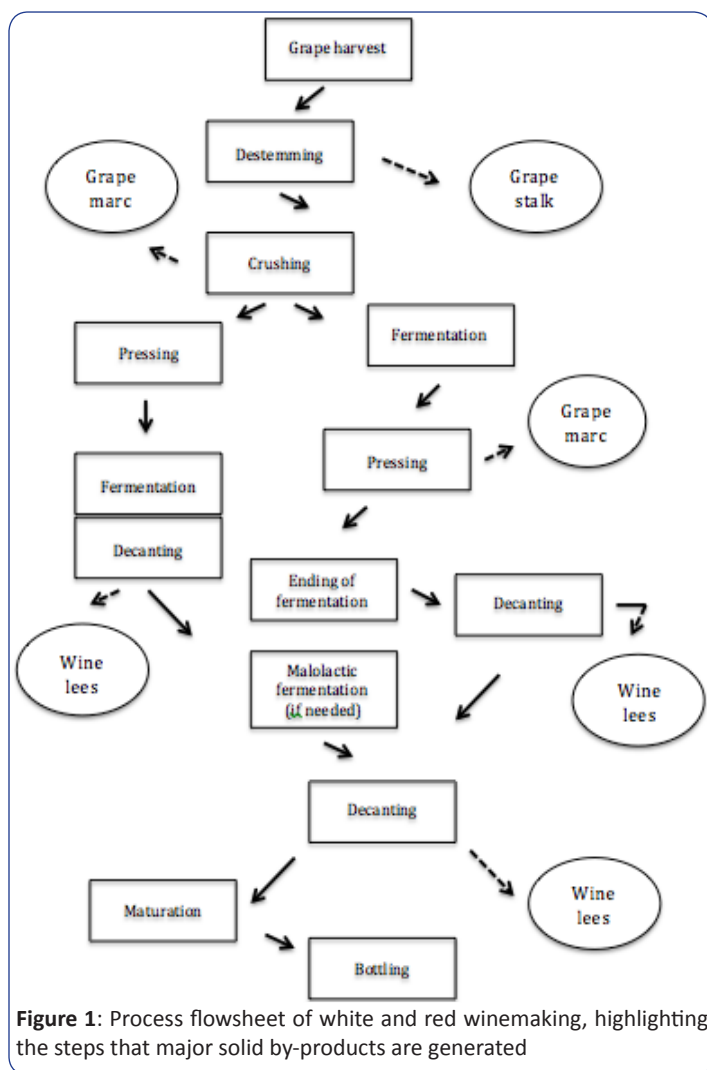 Grape harvest
Destemming
Grape
marc
Grape
stalk
Crushing
Pressing
Fermentation
Grape
marc
Pressing
Fermentation
Decanting
Ending of
fermentation
Decanting
Wine
lees
Malolactic
fermentation
(if needed)
Wine
lees
Decanting
Wine
lees
Maturation
Bottling
Figure 1: Process flowsheet of white and red winemaking, highlighting
the steps that major solid by-products are generated